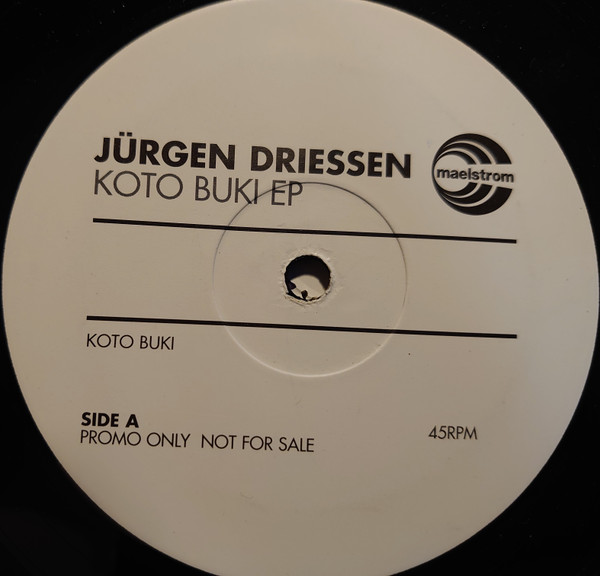 JÜRGEN DRIESSEN
KOTO BUKI EP
maelstrom
KOTO BUKI
SIDE A
PROMO ONLY NOT FOR SALE
45RPM